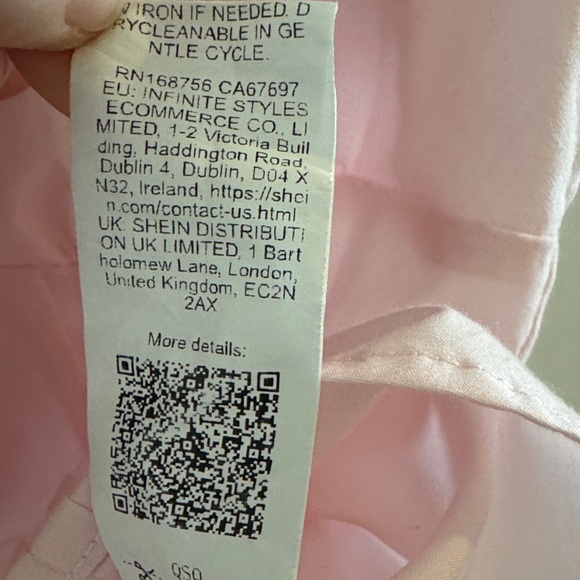 IRON IF NEEDED. D
RYCLEANABLE IN GE
NTLE CYCLE.
RN168756 CA67697
EU: INFINITE STYLES
ECOMMERCE CO., LI
MITED, 1-2 Victoria Buil
ding, Haddington Road,
Dublin 4, Dublin, D04 X
N32, Ireland, https://shei
n.com/contact-us.html
UK: SHEIN DISTRIBUTI
ON UK LIMITED, 1 Bart
holomew Lane, London,
United Kingdom, EC2N
2AX
More details:
QSQ